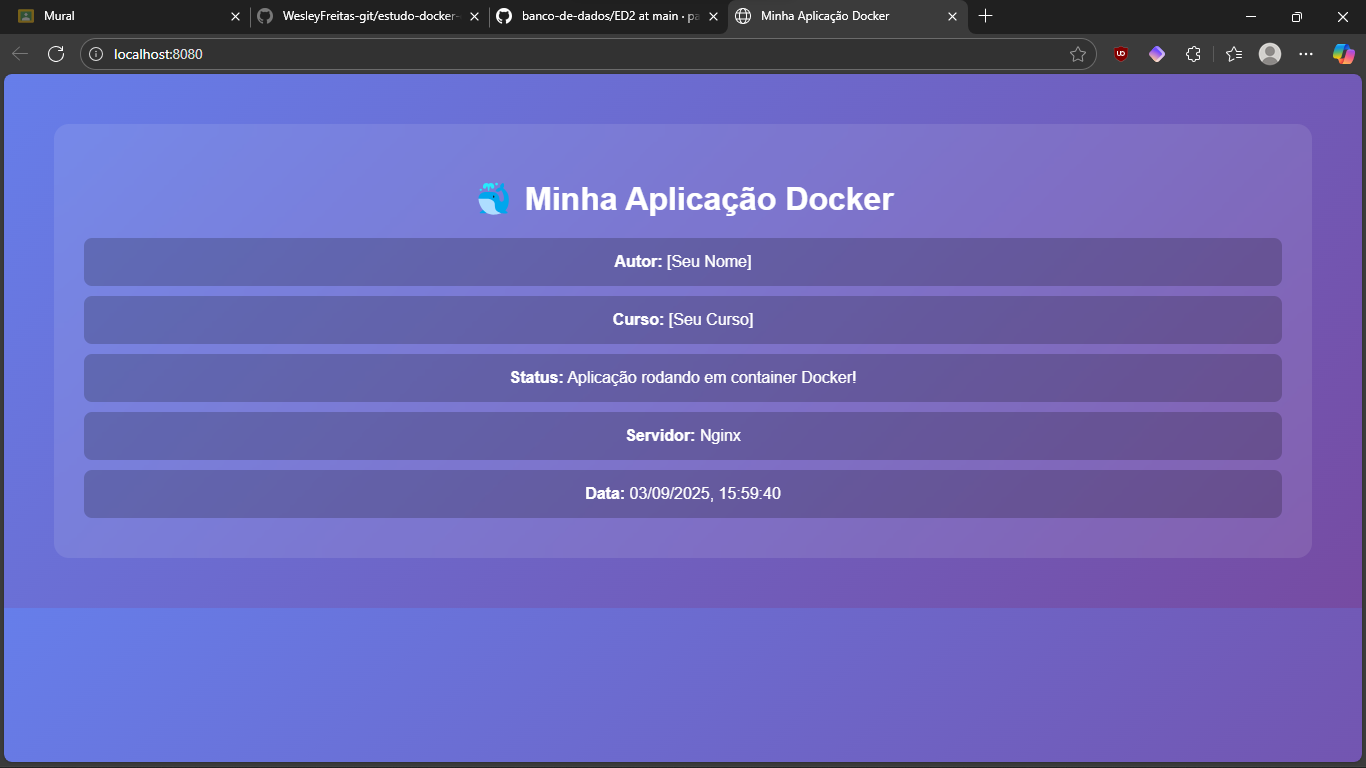 Mural
WesleyFreitas-git/estudo-docker-
banco-de-dados/ED2 at main · pa
Minha Aplicação Docker
localhost:8080
Minha Aplicação Docker
Autor: [Seu Nome]
Curso: [Seu Curso]
Status: Aplicação rodando em container Docker!
Servidor: Nginx
Data: 03/09/2025, 15:59:40